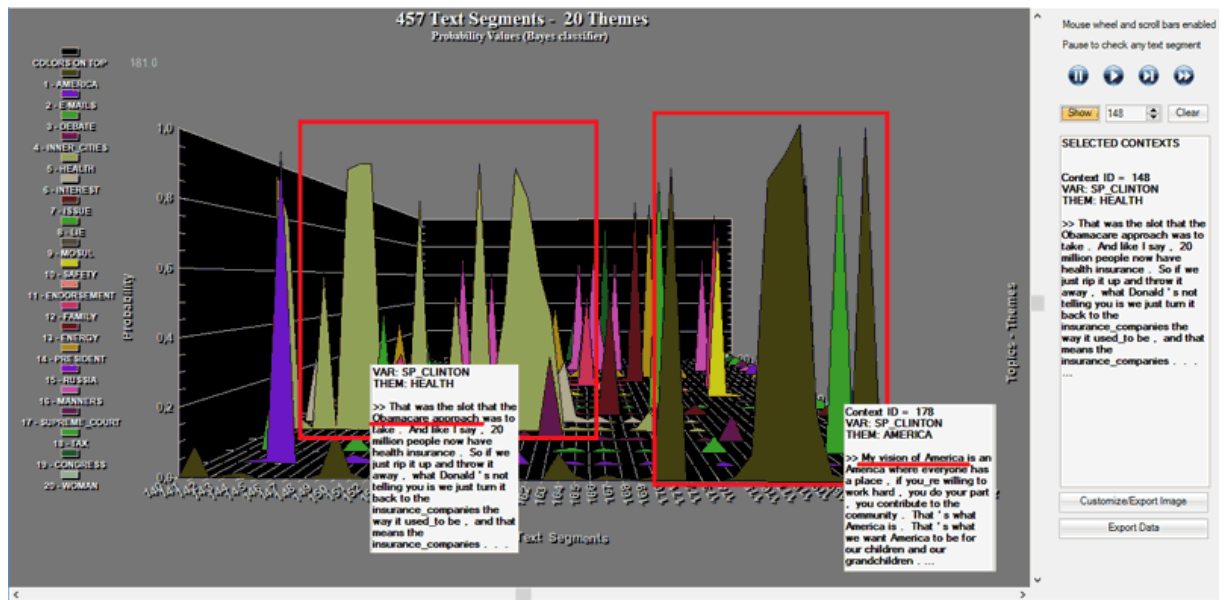 457 Text Segments - 20 Themes
Probability Values (Bayes classifier)
COLORS ON TOP
181.0
1 - AMERICA
2 - E-MAILS
3 - DEBATE
4 - INNER_CITIES
5 - HEALTH
6 - INTEREST
7 - ISSUE
8 - LIE
9 - MOSUL
10 - SAFETY
11 - ENDORSEMENT
12 - FAMILY
13 - ENERGY
14 - PRESIDENT
15 - RUSSIA
16 - MANNERS
17 - SUPREME_COURT
18 - TAX
19 - CONGRESS
20 - WOMAN
Probability
1,0
0,8
0,6
0,4
0,2
0,0
Text Segments
Topics - Themes
VAR: SP_CLINTON
THEM: HEALTH
>> That was the slot that the
Obamacare approach was to
take . And like I say , 20
million people now have
health insurance . So if we
just rip it up and throw it
away , what Donald ' s not
telling you is we just turn it
back to the
insurance_companies the
way it used_to be , and that
means the
insurance_companies . . .
Context ID = 178
VAR: SP_CLINTON
THEM: AMERICA
>> My vision of America is an
America where everyone has
a place , if you_re willing to
work hard , you do your part
, you contribute to the
community . That ' s what
America is . That ' s what
we want America to be for
our children and our
grandchildren . ...
Mouse wheel and scroll bars enabled
Pause to check any text segment
Show
148
Clear
SELECTED CONTEXTS
Context ID = 148
VAR: SP_CLINTON
THEM: HEALTH
>> That was the slot that the
Obamacare approach was to
take . And like I say , 20
million people now have
health insurance . So if we
just rip it up and throw it
away , what Donald ' s not
telling you is we just turn it
back to the
insurance_companies the
way it used_to be , and that
means the
insurance_companies . . .
...
Customize/Export Image
Export Data